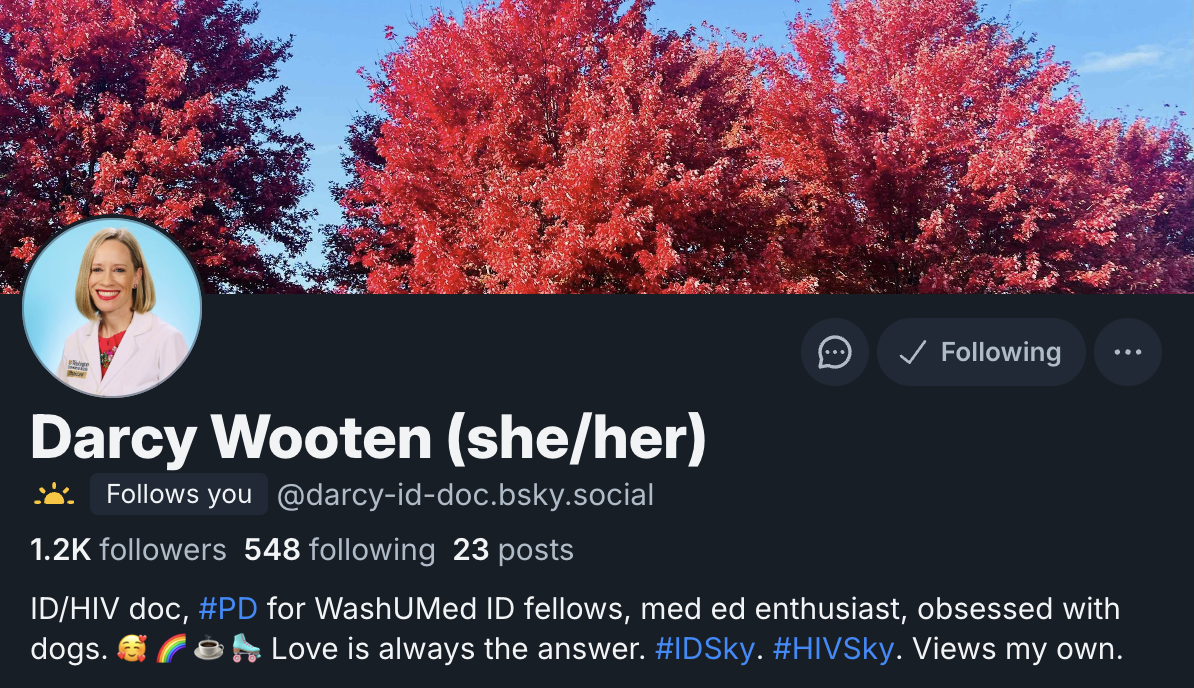 Darcy Wooten (she/her)
Follows you @darcy-id-doc.bsky.social
Following
1.2K followers 548 following 23 posts
ID/HIV doc, #PD for WashUMed ID fellows, med ed enthusiast, obsessed with
dogs. 🥰 🌈 ☕ 🛼 Love is always the answer. #IDSky. #HIVSky. Views my own.